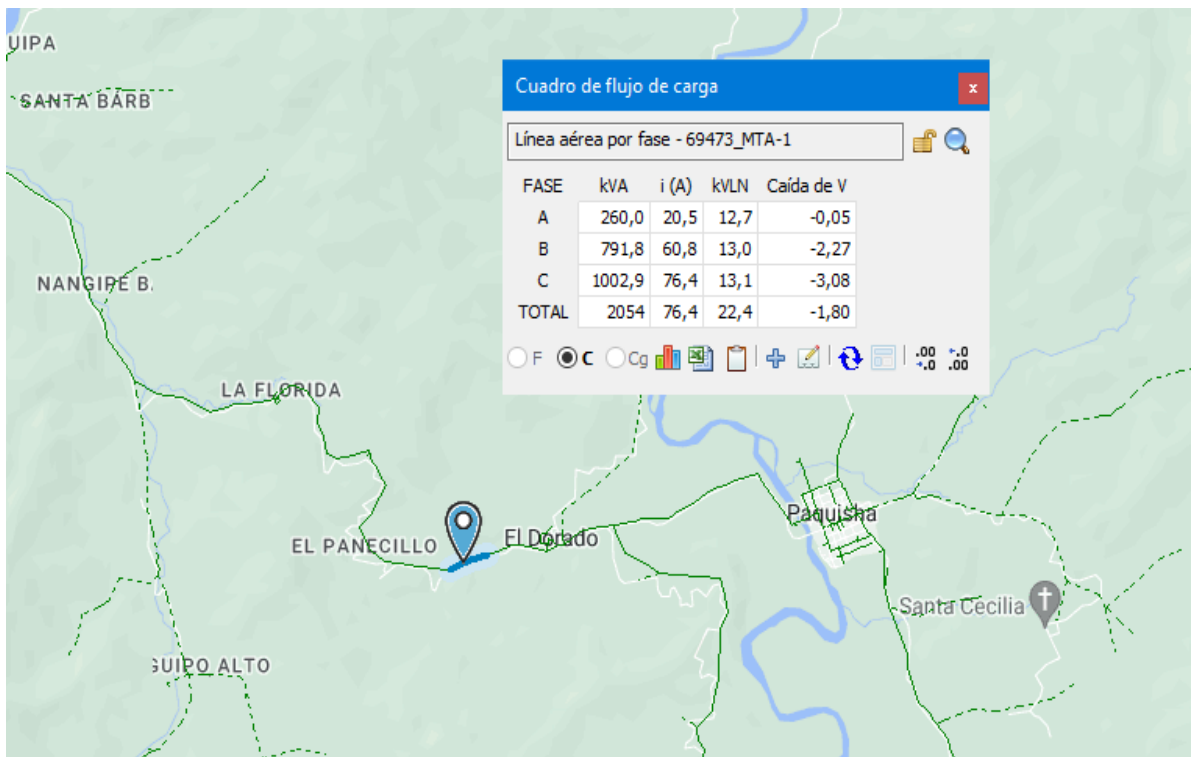 UIPA
SANTA BÁRB
Cuadro de flujo de carga
x
Línea aérea por fase - 69473_MTA-1
FASE kVA i (A) kVLN Caída de V
A 260,0 20,5 12,7 -0,05
B 791,8 60,8 13,0 -2,27
C 1002,9 76,4 13,1 -3,08
TOTAL 2054 76,4 22,4 -1,80
F C Cg .00 .0 .0 .00
NANGIPE B.
LA FLORIDA
Paquisha
EL PANECILLO
El Dorado
Santa Cecilia
GUIPO ALTO